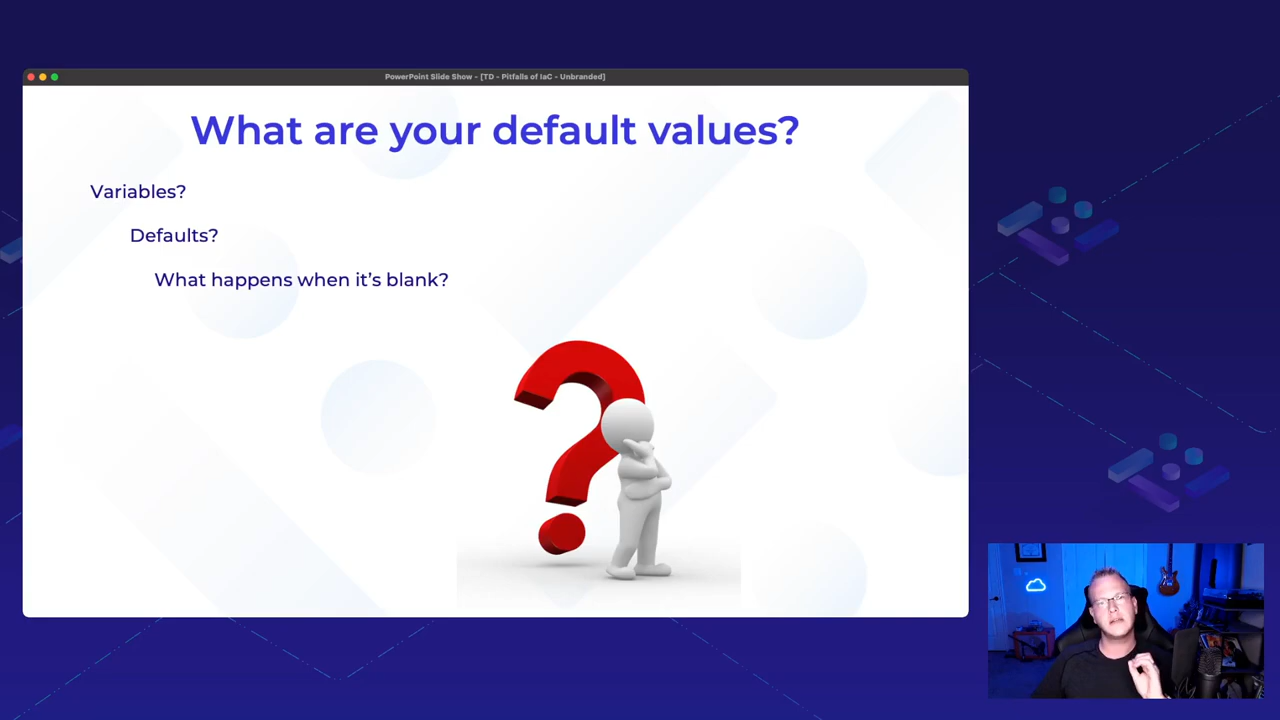 PowerPoint Slide Show - [TD - Pitfalls of IaC - Unbranded]
What are your default values?
Variables?
Defaults?
What happens when it’s blank?